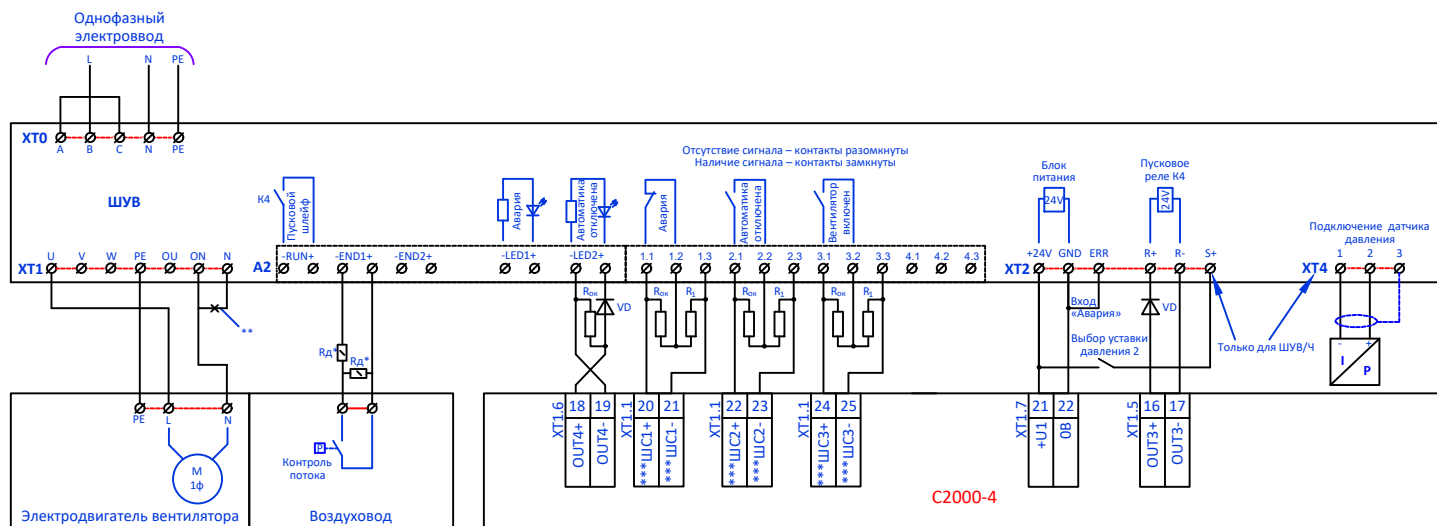 Однофазный
электроввод
L N PE
XT0
A B C N PE
ШУВ
Отсутствие сигнала – контакты разомкнуты
Наличие сигнала – контакты замкнуты
K4
Пусковой
шлейф
Авария
Автоматика
отключена
Авария
Автоматика
отключена
Вентилятор
включен
Блок
питания
24V
Пусковое
реле K4
24V
Подключение датчика
давления
XT1
U V W PE OU ON N
A2
-RUN+ -END1+ -END2+ -LED1+ -LED2+ 1.1 1.2 1.3 2.1 2.2 2.3 3.1 3.2 3.3 4.1 4.2 4.3
XT2
+24V GND ERR R+ R- S+
XT4
1 2 3
**
Rд*
Rд*
Rок VD
Rок R1
Rок R1
Rок R1
Вход
«Авария»
VD
Выбор уставки
давления 2
Только для ШУВ/Ч
- +
I P
PE L N
M
1ф
Электродвигатель вентилятора
P
Контроль
потока
Воздуховод
XT1.6
18 19
OUT4+ OUT4-
XT1.1
20 21
***ШС1+ ***ШС1-
XT1.1
22 23
***ШС2+ ***ШС2-
XT1.1
24 25
***ШС3+ ***ШС3-
XT1.7
21 22
+U1 0В
XT1.5
16 17
OUT3+ OUT3-
С2000-4